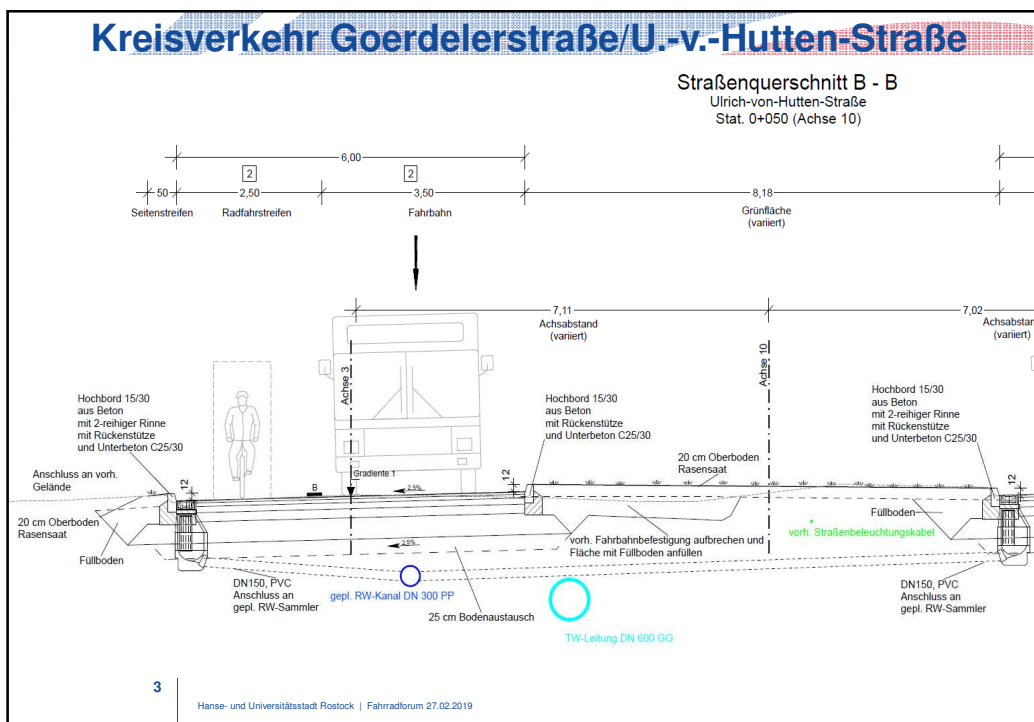 Kreisverkehr Goerdelerstraße/U.-v.-Hutten-Straße
Straßenquerschnitt B - B
Ulrich-von-Hutten-Straße
Stat. 0+050 (Achse 10)
6,00
2
2
50
2,50
3,50
8,18
Seitenstreifen
Radfahrstreifen
Fahrbahn
Grünfläche
(variiert)
7,11
7,02
Achsabstand
(variiert)
Achsabstand
(variiert)
Achse 3
Achse 10
Hochbord 15/30
aus Beton
mit 2-reihiger Rinne
mit Rückenstütze
und Unterbeton C25/30
Hochbord 15/30
aus Beton
mit Rückenstütze
und Unterbeton C25/30
Hochbord 15/30
aus Beton
mit 2-reihiger Rinne
mit Rückenstütze
und Unterbeton C25/30
Anschluss an vorh.
Gelände
12
Gradiente 1
B
2,5%
12
20 cm Oberboden
Rasensaat
12
20 cm Oberboden
Rasensaat
Füllboden
Füllboden
vorh. Straßenbeleuchtungskabel
vorh. Fahrbahnbefestigung aufbrechen und
Fläche mit Füllboden anfüllen
2,5%
DN150, PVC
Anschluss an
gepl. RW-Sammler
gepl. RW-Kanal DN 300 PP
25 cm Bodenaustausch
DN150, PVC
Anschluss an
gepl. RW-Sammler
TW-Leitung DN 600 GG
3
Hanse- und Universitätsstadt Rostock | Fahrradforum 27.02.2019